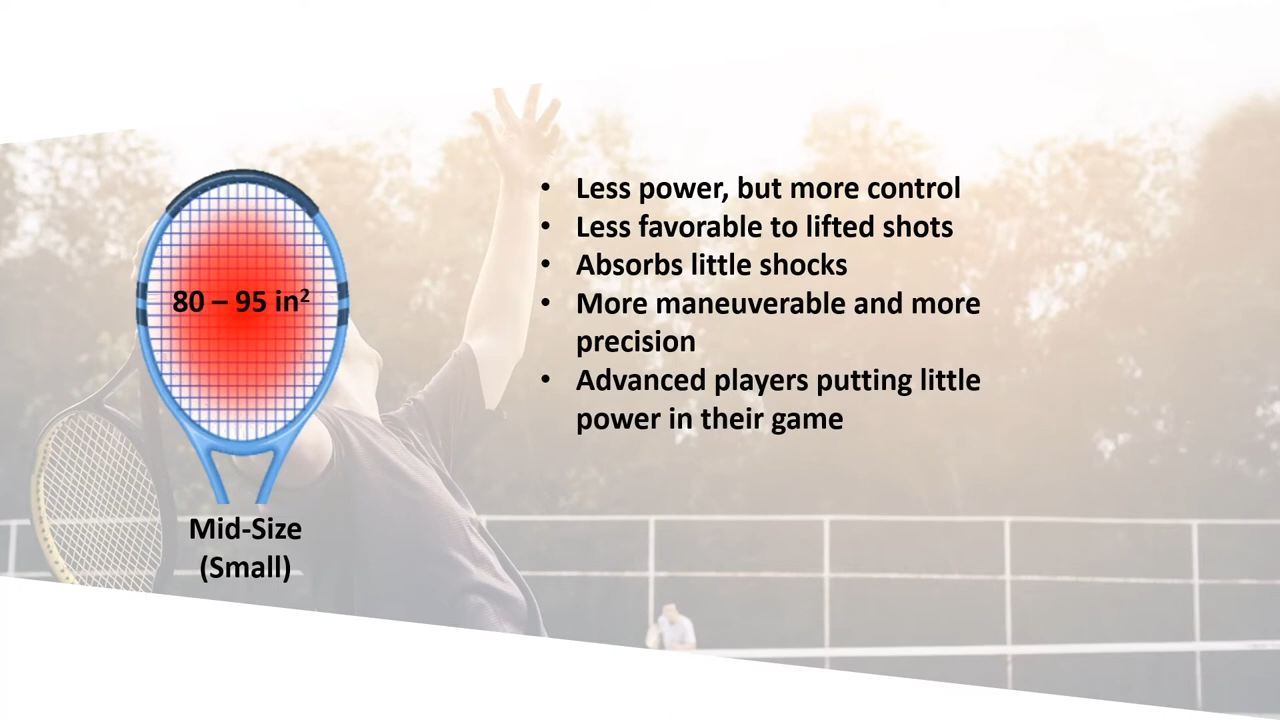 80 – 95 in²
Mid-Size
(Small)
• Less power, but more control
• Less favorable to lifted shots
• Absorbs little shocks
• More maneuverable and more
precision
• Advanced players putting little
power in their game